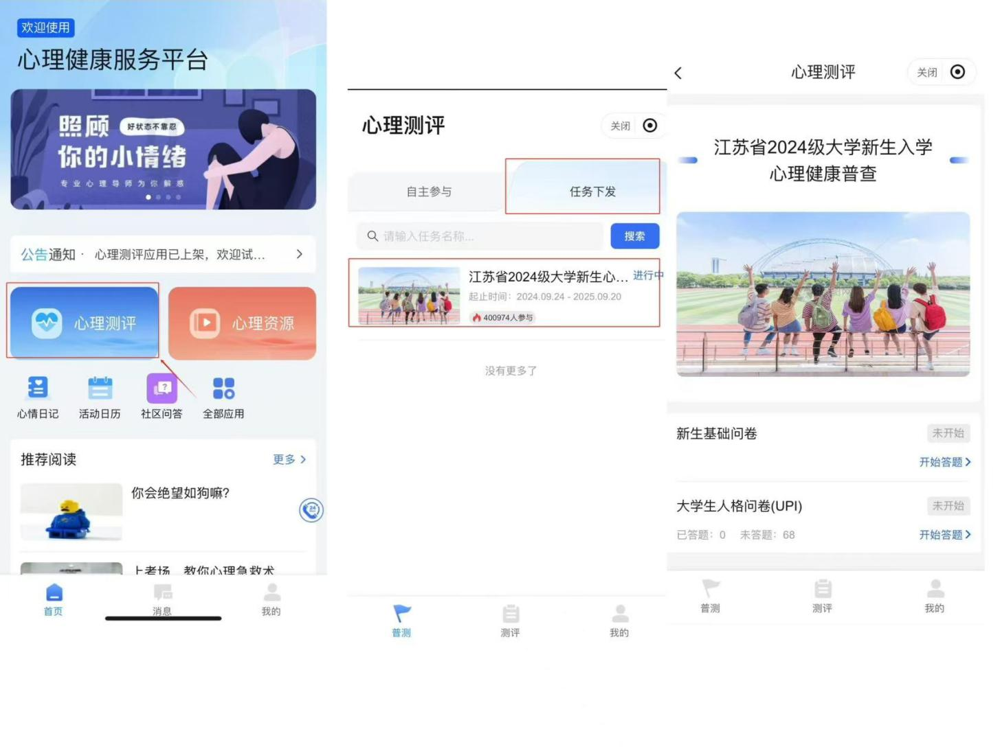 欢迎使用
心理健康服务平台
照顾 好状态不靠忍
你的小情绪
专业心理导师为你解惑
公告通知 · 心理测评应用已上架，欢迎试...
心理测评
心理资源
心情日记
活动日历
社区问答
全部应用
推荐阅读
更多
你会绝望如狗嘛?
24
上考场，教你心理急救术
首页
消息
我的
心理测评
关闭
自主参与
任务下发
请输入任务名称...
搜索
江苏省2024级大学新生心...
进行中
起止时间：2024.09.24 - 2025.09.20
400974人参与
没有更多了
普测
测评
我的
心理测评
关闭
江苏省2024级大学新生入学
心理健康普查
新生基础问卷
未开始
开始答题
大学生人格问卷(UPI)
未开始
已答题：0 未答题：68
开始答题
普测
测评
我的